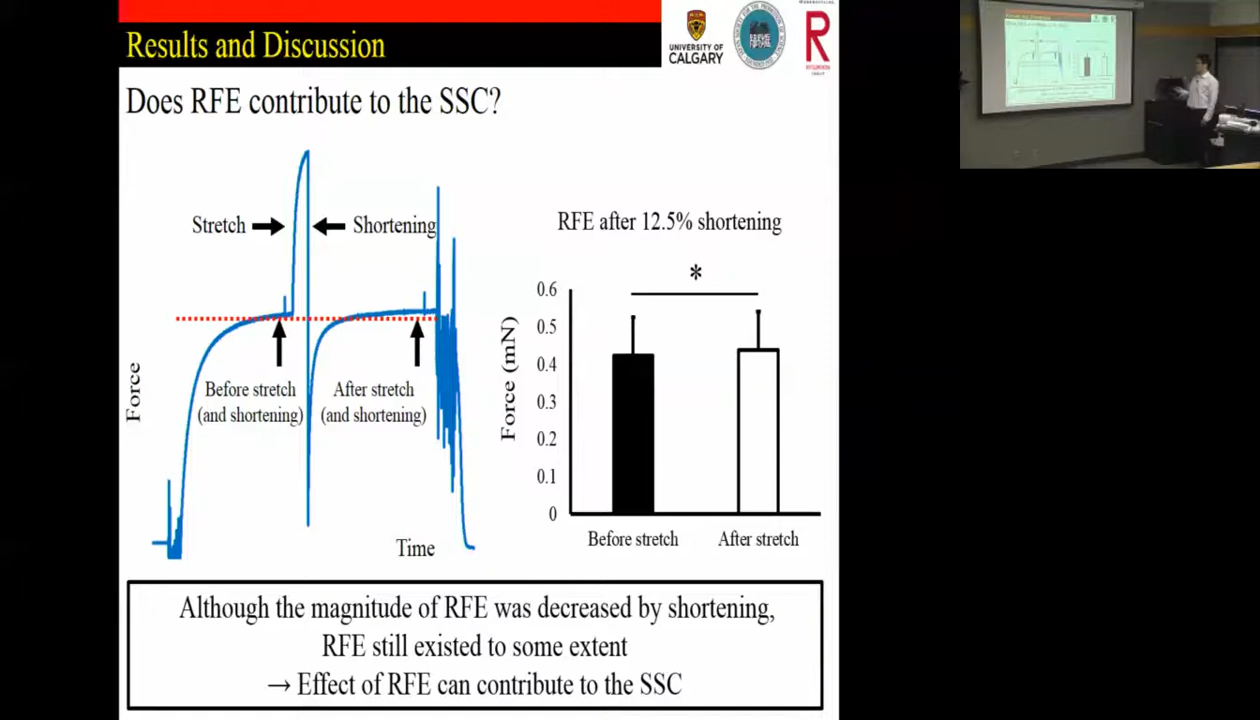 Results and Discussion
UNIVERSITY OF
CALGARY
R
Does RFE contribute to the SSC?
Stretch
Shortening
Before stretch
(and shortening)
After stretch
(and shortening)
Force
Time
RFE after 12.5% shortening
*
Force (mN)
0.6
0.5
0.4
0.3
0.2
0.1
0
Before stretch
After stretch
Although the magnitude of RFE was decreased by shortening,
RFE still existed to some extent
→ Effect of RFE can contribute to the SSC